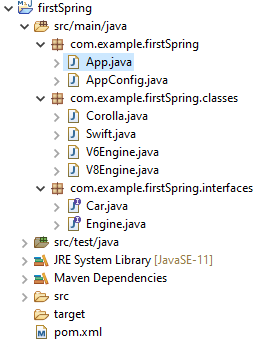 firstSpring
src/main/java
com.example.firstSpring
App.java
AppConfig.java
com.example.firstSpring.classes
Corolla.java
Swift.java
V6Engine.java
V8Engine.java
com.example.firstSpring.interfaces
Car.java
Engine.java
src/test/java
JRE System Library [JavaSE-11]
Maven Dependencies
src
target
pom.xml